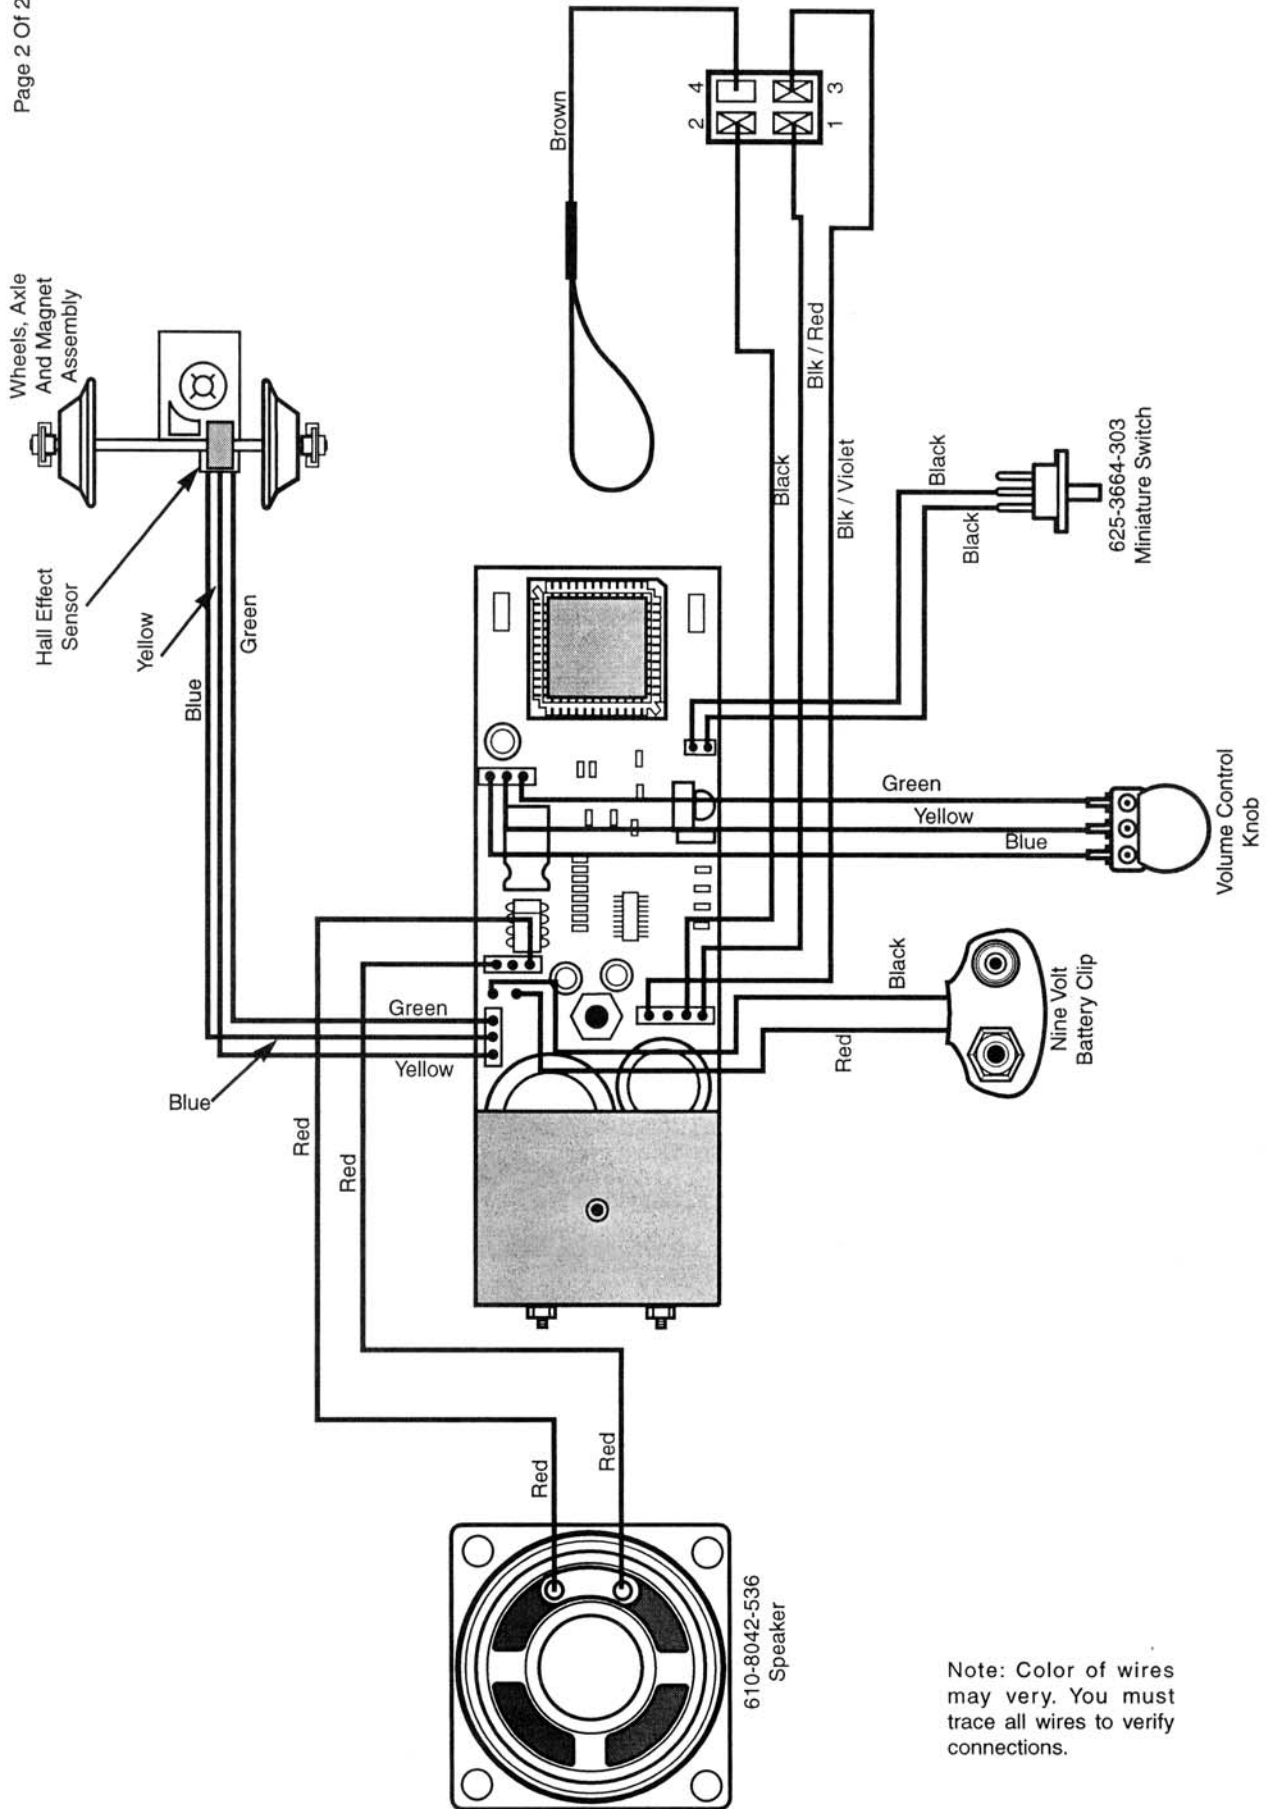 Page 2 Of 2
Wheels, Axle
And Magnet
Assembly
Hall Effect
Sensor
Yellow
Green
Blue
Brown
2
4
1
3
Black
Blk / Red
Blk / Violet
Black
Black
625-3664-303
Miniature Switch
Green
Yellow
Blue
Volume Control
Knob
Green
Yellow
Blue
Black
Red
Nine Volt
Battery Clip
Red
Red
Red
Red
610-8042-536
Speaker
Note: Color of wires
may very. You must
trace all wires to verify
connections.